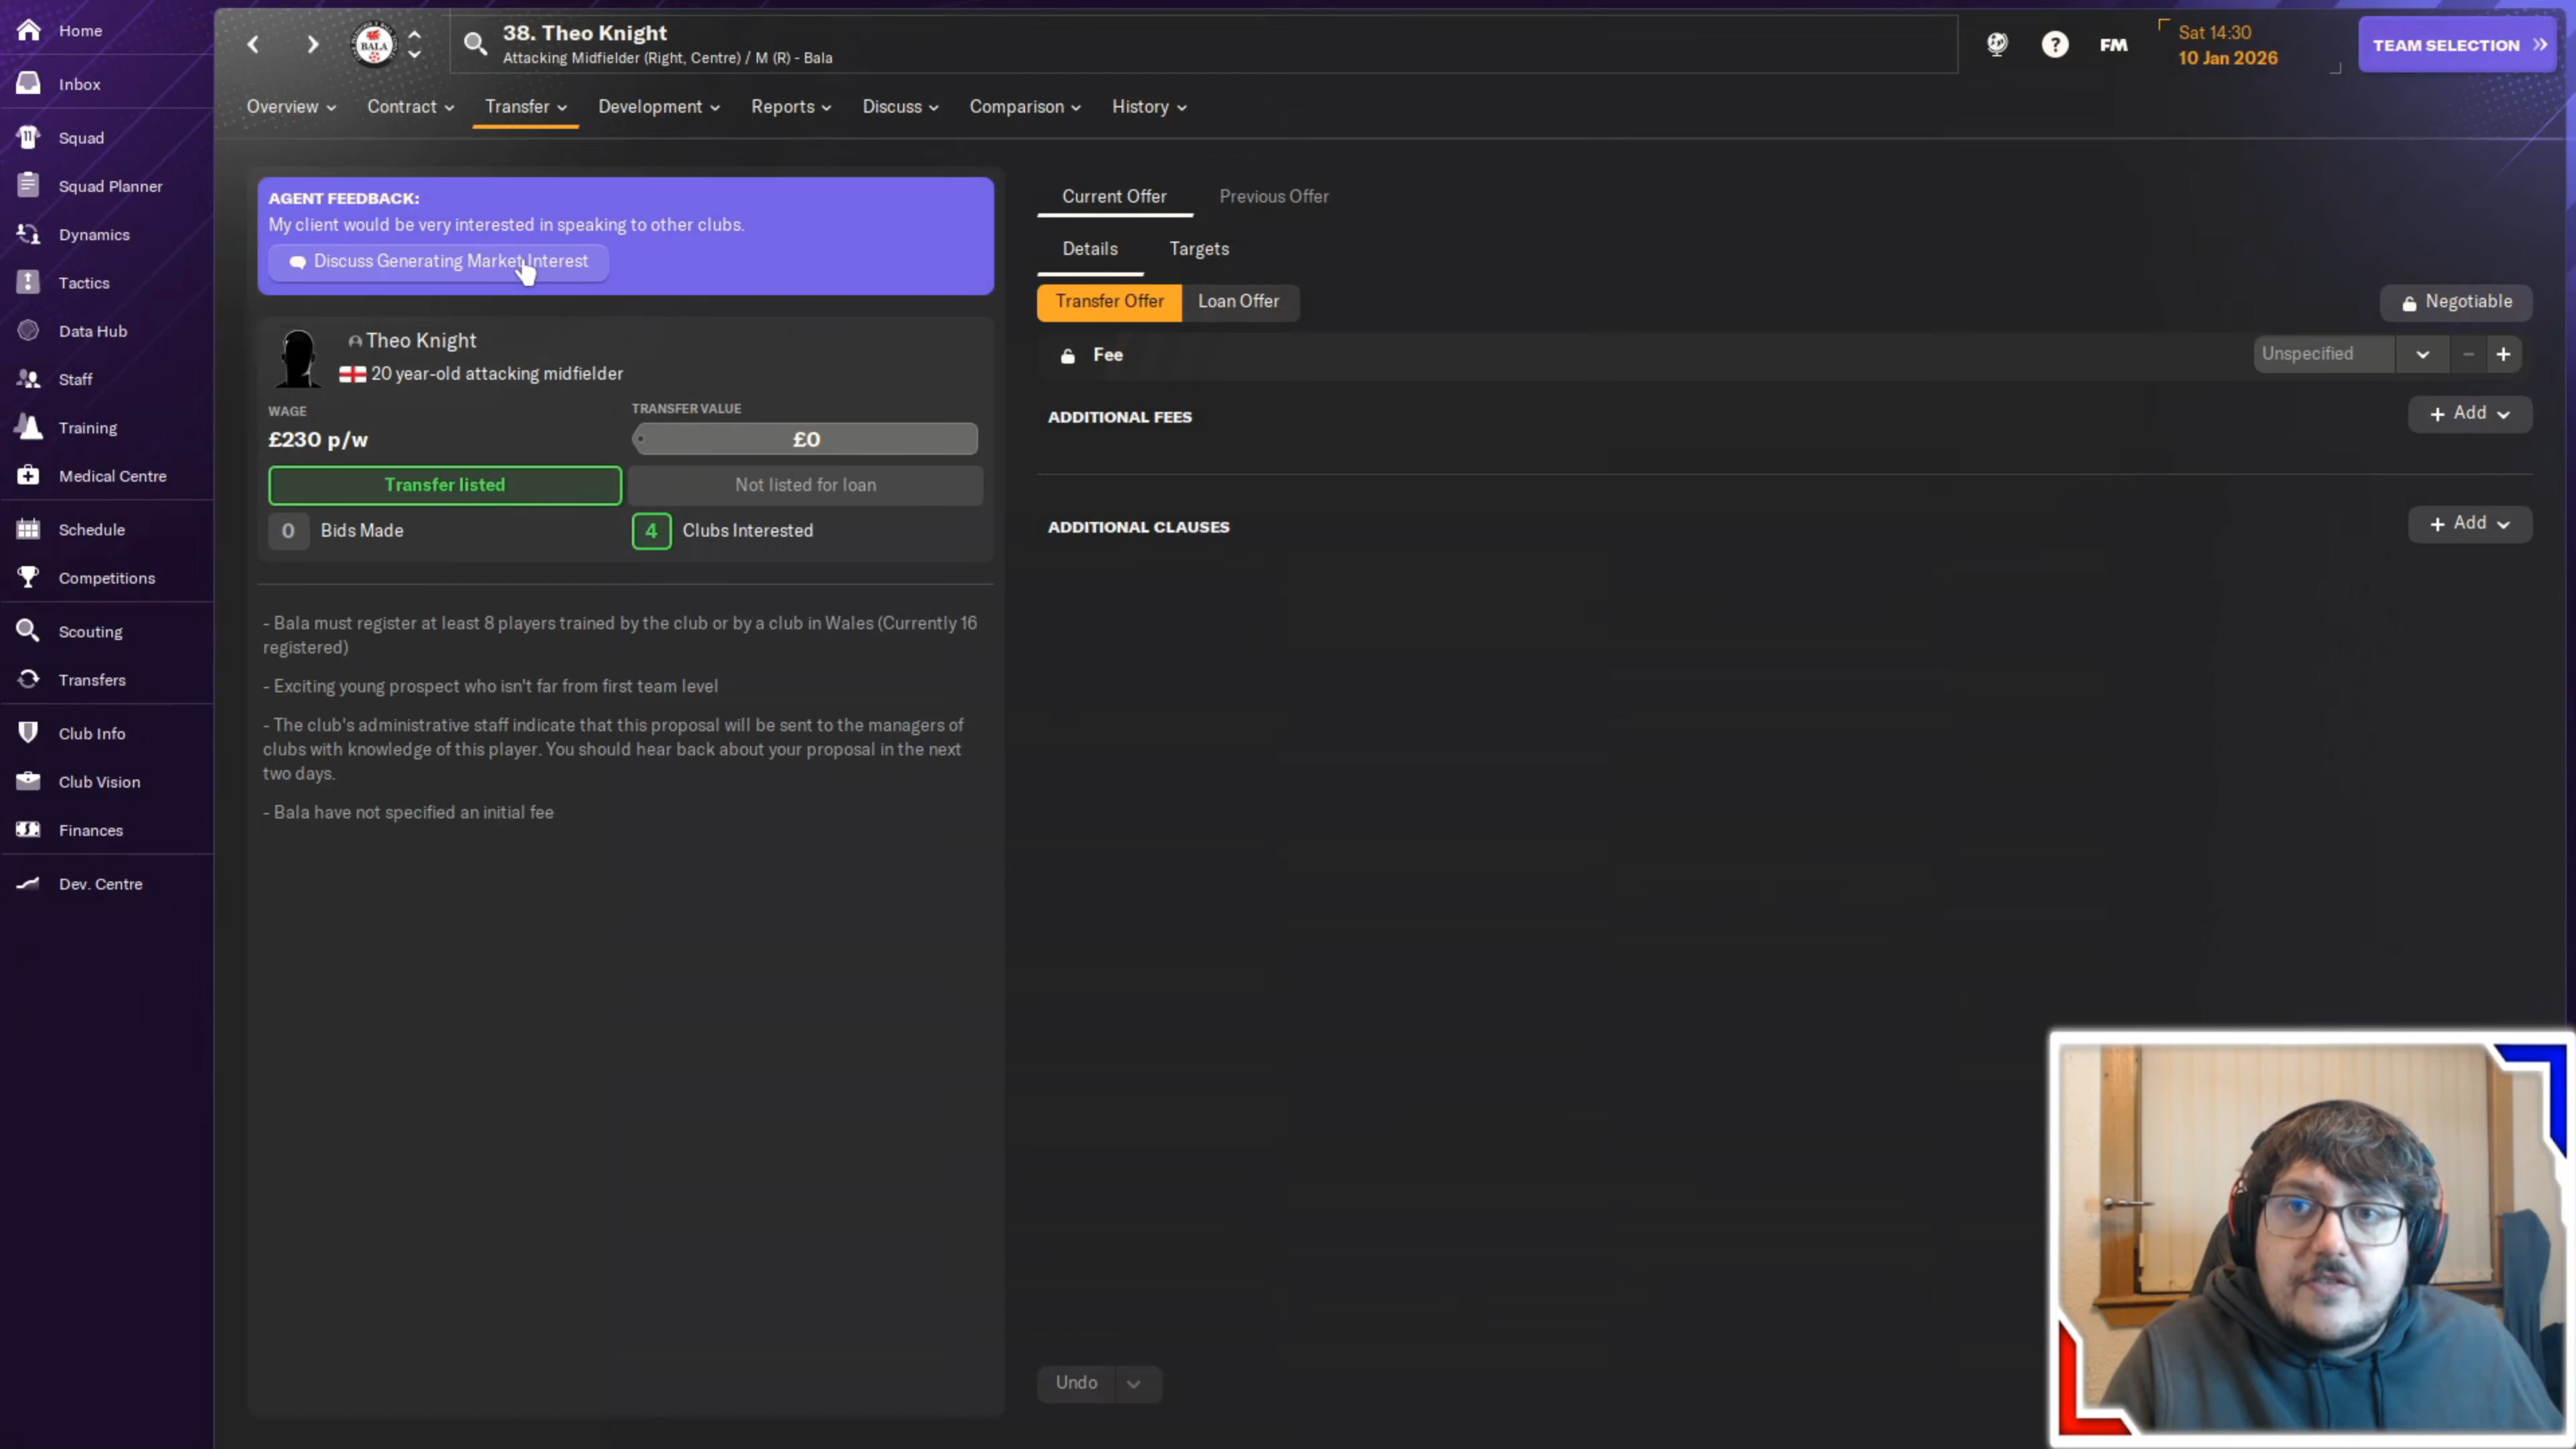 Home
Inbox
Squad
Squad Planner
Dynamics
Tactics
Data Hub
Staff
Training
Medical Centre
Schedule
Competitions
Scouting
Transfers
Club Info
Club Vision
Finances
Dev. Centre
BALA
38. Theo Knight
Attacking Midfielder (Right, Centre) / M (R) - Bala
?
FM
Sat 14:30
10 Jan 2026
TEAM SELECTION
Overview
Contract
Transfer
Development
Reports
Discuss
Comparison
History
AGENT FEEDBACK:
My client would be very interested in speaking to other clubs.
Discuss Generating Market Interest
Theo Knight
20 year-old attacking midfielder
WAGE
TRANSFER VALUE
£230 p/w
£0
Transfer listed
Not listed for loan
0 Bids Made
4 Clubs Interested
- Bala must register at least 8 players trained by the club or by a club in Wales (Currently 16
registered)
- Exciting young prospect who isn't far from first team level
- The club's administrative staff indicate that this proposal will be sent to the managers of
clubs with knowledge of this player. You should hear back about your proposal in the next
two days.
- Bala have not specified an initial fee
Current Offer
Previous Offer
Details
Targets
Transfer Offer
Loan Offer
Negotiable
Fee
Unspecified
ADDITIONAL FEES
+ Add
ADDITIONAL CLAUSES
+ Add
Undo